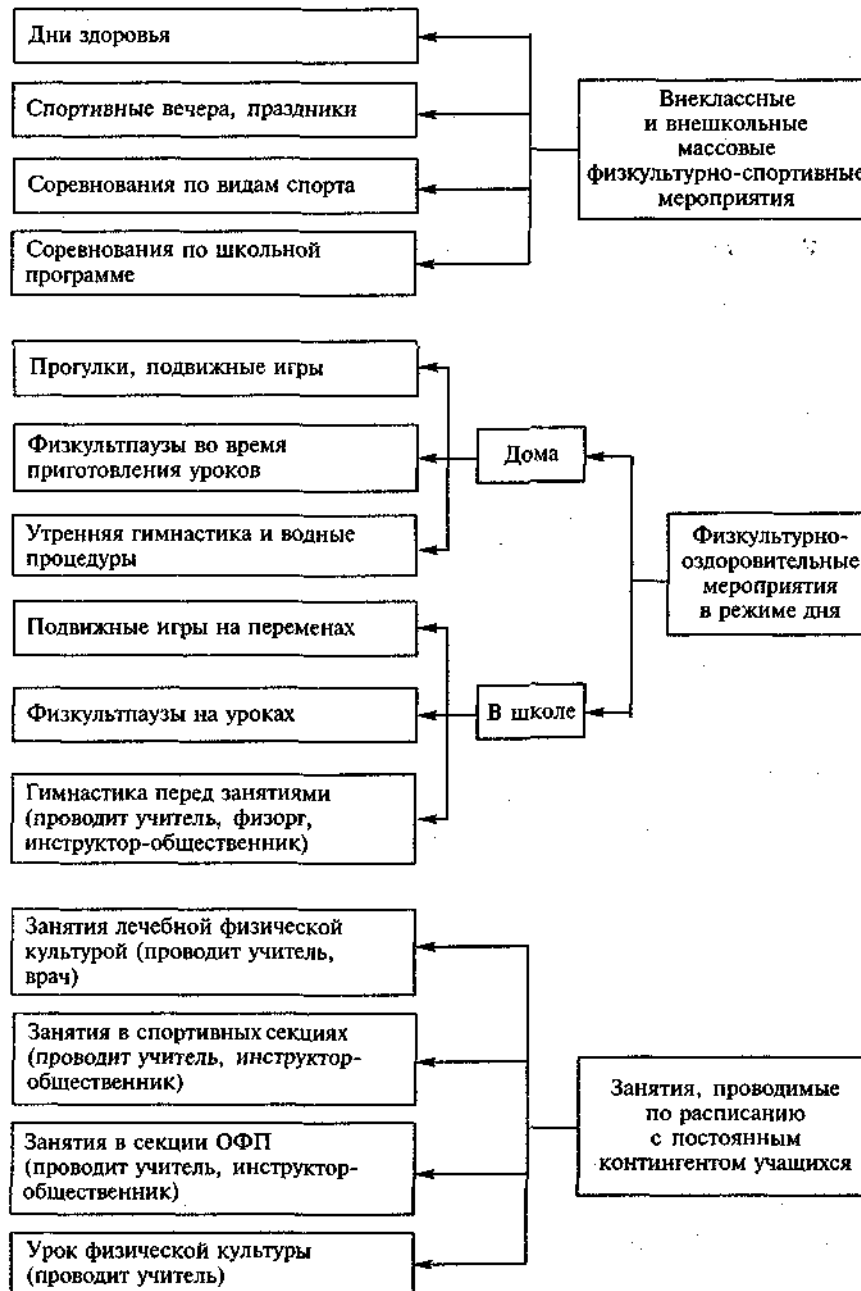 Дни здоровья
Спортивные вечера, праздники
Соревнования по видам спорта
Соревнования по школьной
программе
Внеклассные
и внешкольные
массовые
физкультурно-спортивные
мероприятия
Прогулки, подвижные игры
Физкультпаузы во время
приготовления уроков
Утренняя гимнастика и водные
процедуры
Дома
Подвижные игры на переменах
Физкультпаузы на уроках
Гимнастика перед занятиями
(проводит учитель, физорг,
инструктор-общественник)
В школе
Физкультурно-
оздоровительные
мероприятия
в режиме дня
Занятия лечебной физической
культурой (проводит учитель,
врач)
Занятия в спортивных секциях
(проводит учитель, инструктор-
общественник)
Занятия в секции ОФП
(проводит учитель, инструктор-
общественник)
Урок физической культуры
(проводит учитель)
Занятия, проводимые
по расписанию
с постоянным
контингентом учащихся